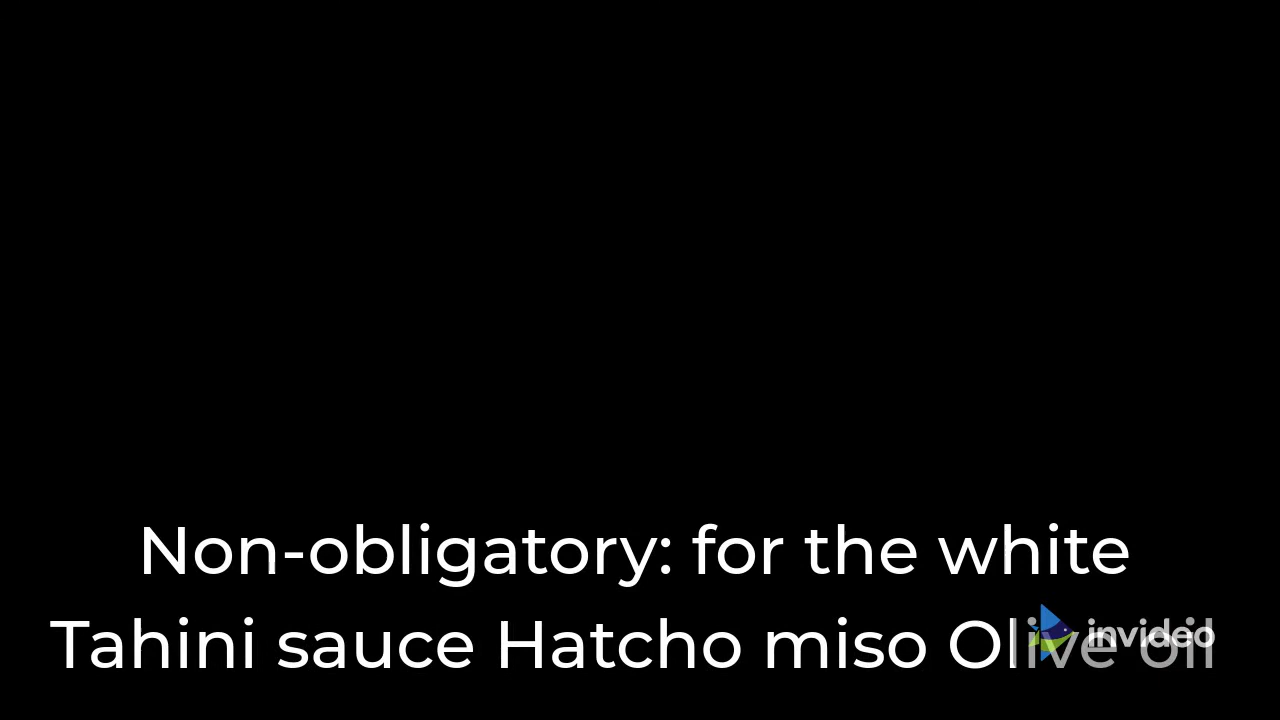 Non-obligatory: for the white
Tahini sauce Hatcho miso Olive oil
invideo